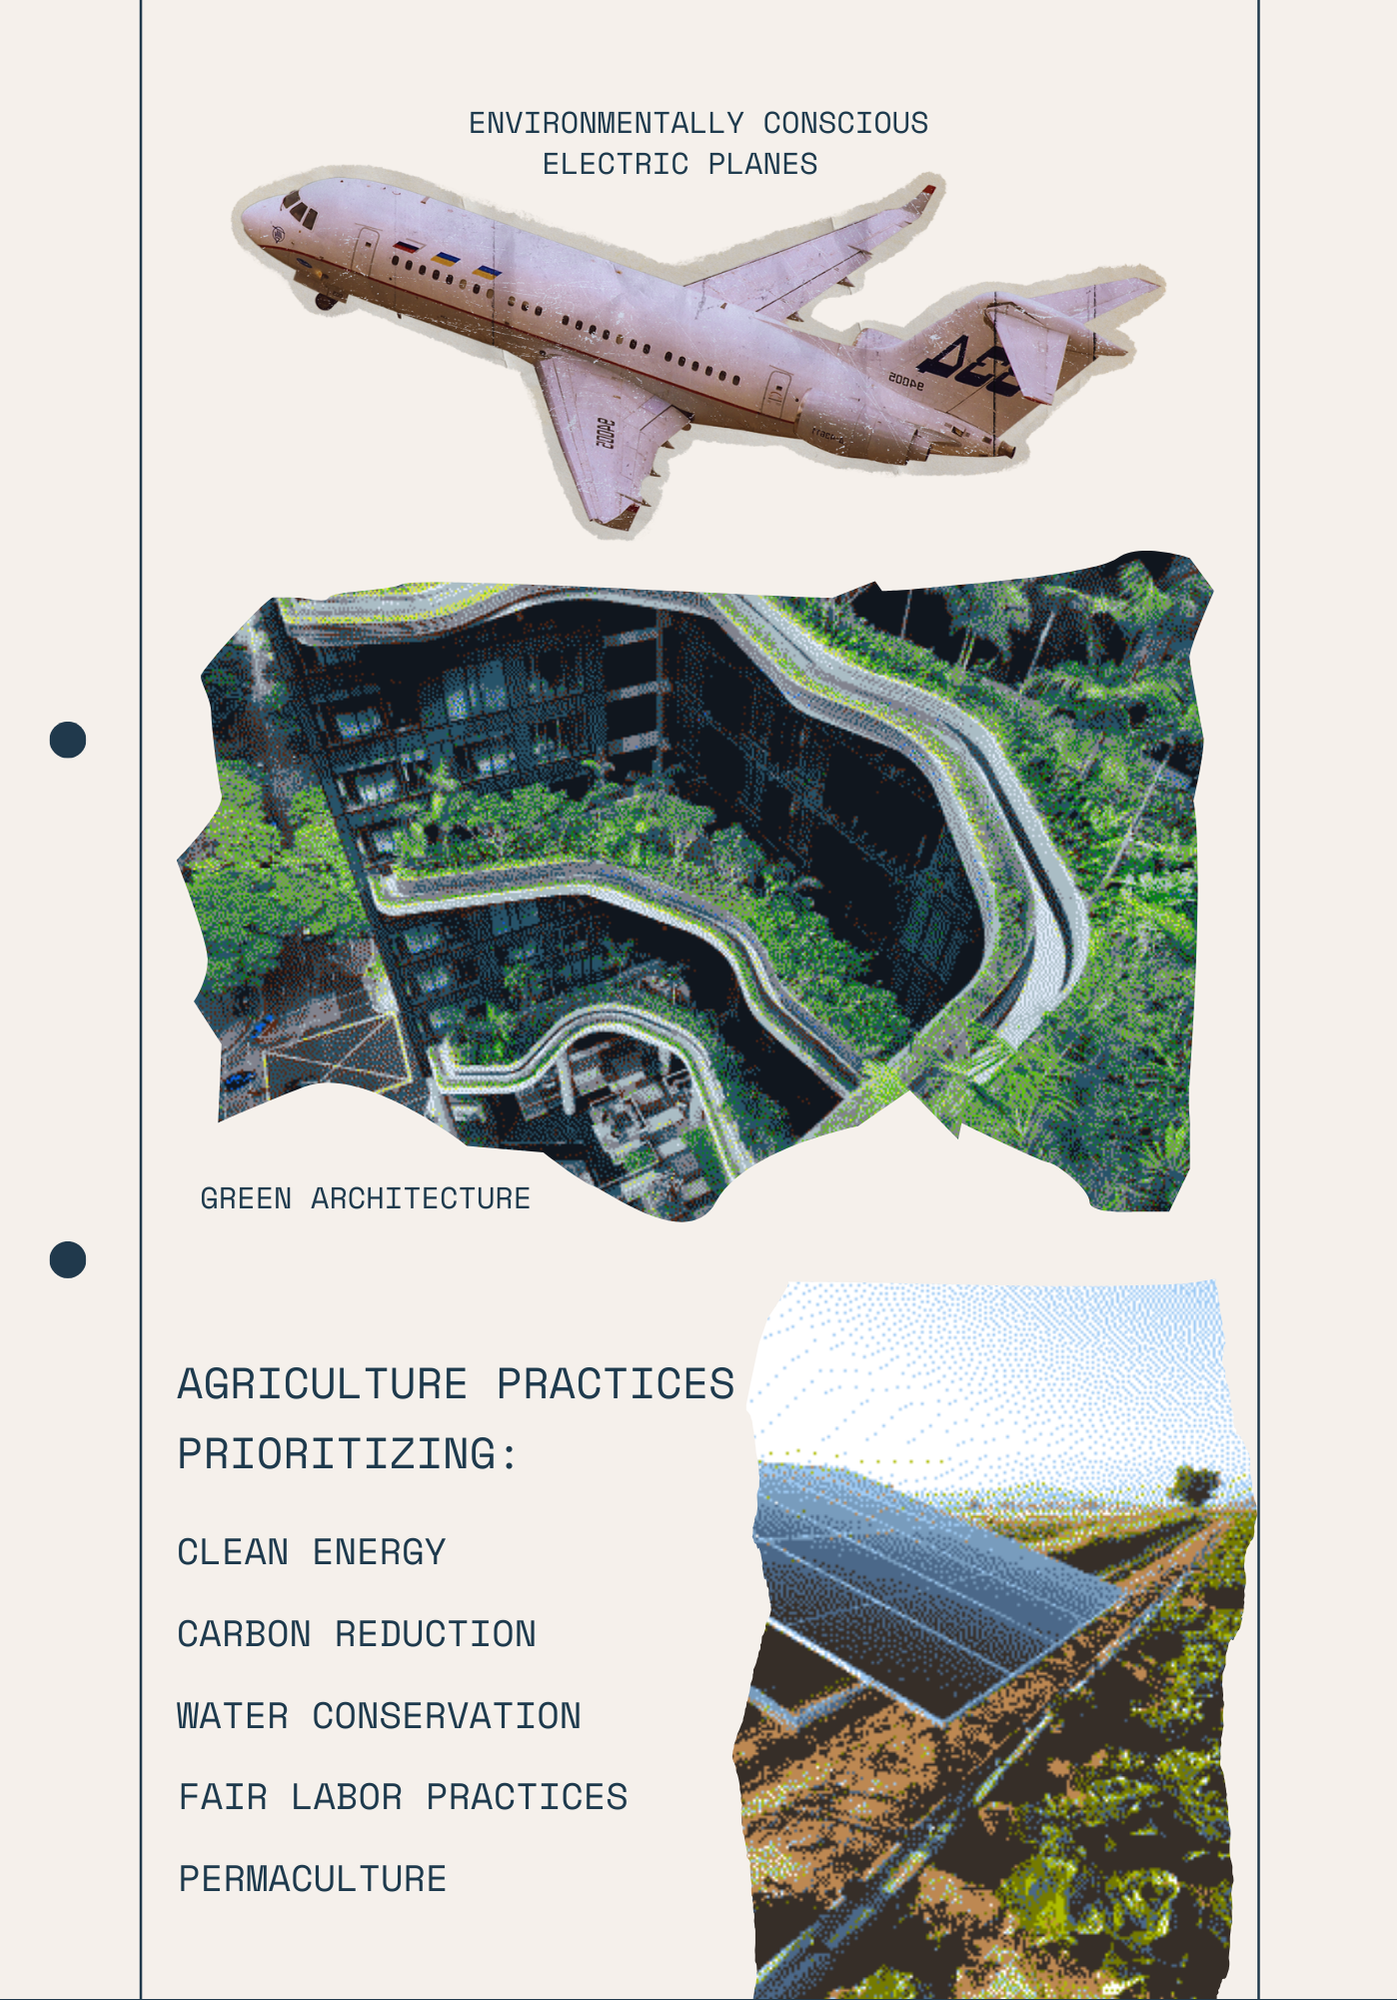 ENVIRONMENTALLY CONSCIOUS
ELECTRIC PLANES
GREEN ARCHITECTURE
AGRICULTURE PRACTICES
PRIORITIZING:
CLEAN ENERGY
CARBON REDUCTION
WATER CONSERVATION
FAIR LABOR PRACTICES
PERMACULTURE